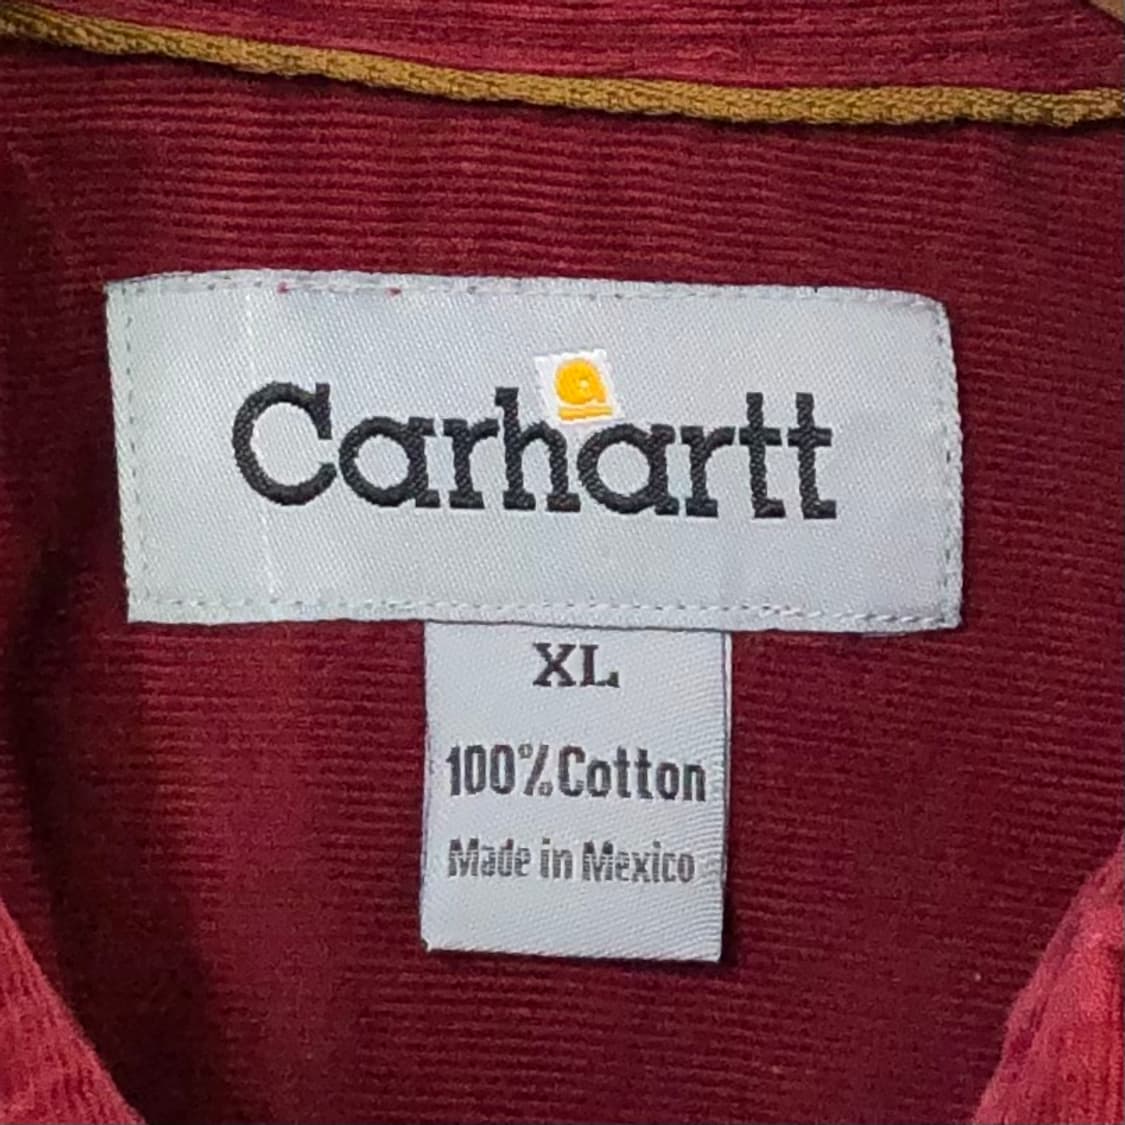 Carhartt
XL
100% Cotton
Made in Mexico